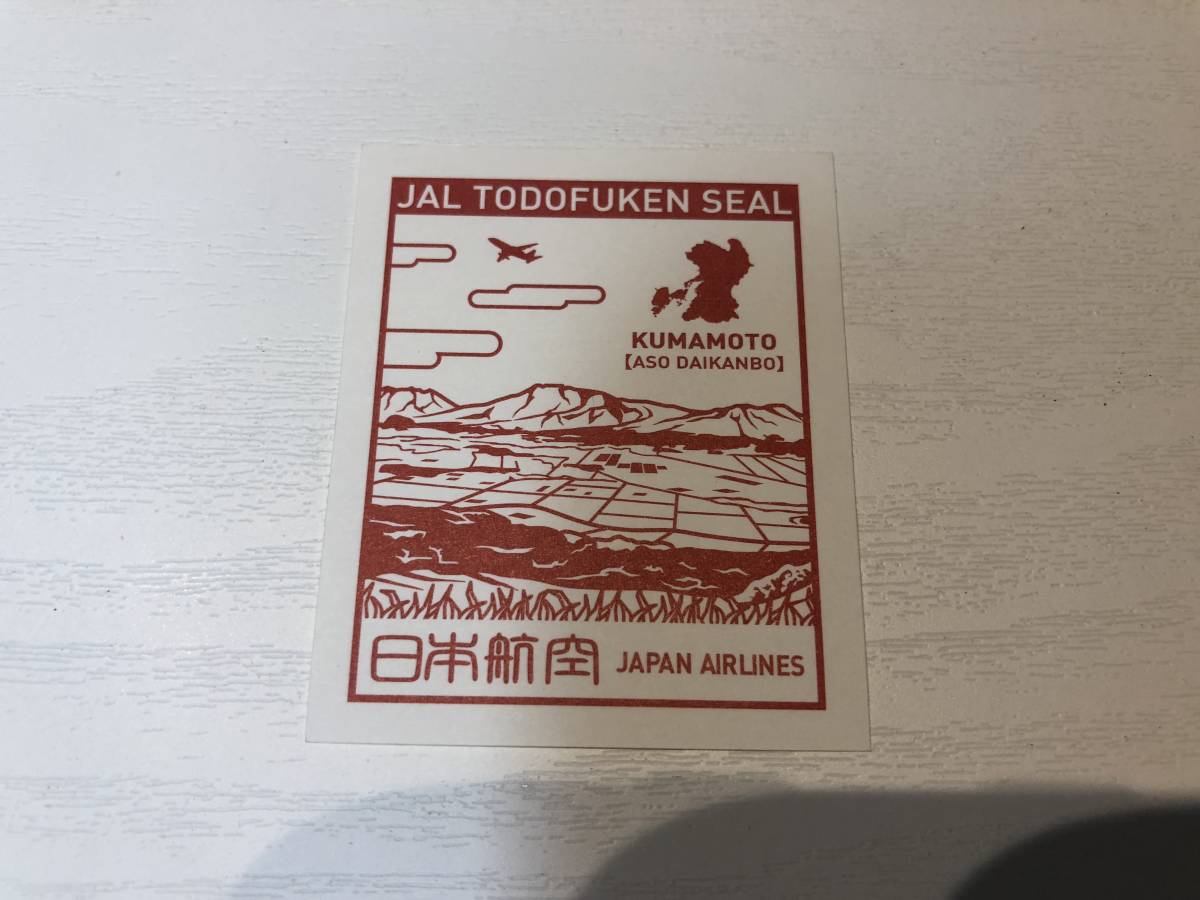 JAL TODOFUKEN SEAL
KUMAMOTO
【ASO DAIKANBO】
日本航空 JAPAN AIRLINES